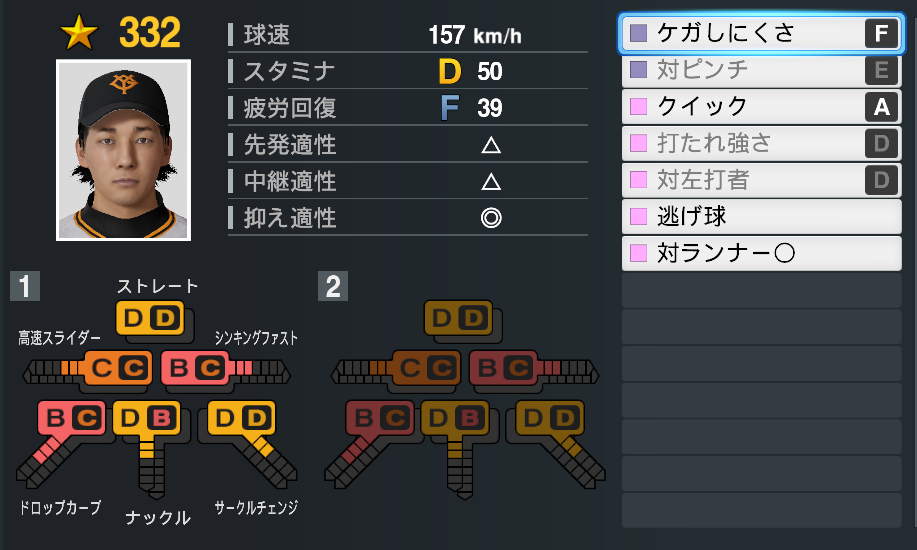 332
球速 157 km/h
スタミナ D 50
疲労回復 F 39
先発適性 △
中継適性 △
抑え適性 ◎
YG
ケガしにくさ F
対ピンチ E
クイック A
打たれ強さ D
対左打者 D
逃げ球
対ランナー〇
1
ストレート
D D
高速スライダー シンキングファスト
C C B C
B C D B D D
ドロップカーブ ナックル サークルチェンジ
2
D D
C C B C
B C D B D D